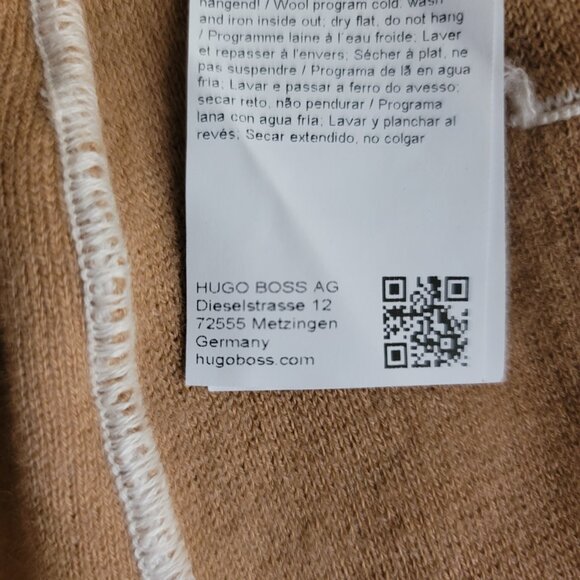 hängend! / Wool program cold, wash
and iron inside out; dry flat, do not hang
/ Programme laine à l'eau froide. Laver
et repasser à l'envers; Sécher à plat, ne
pas suspendre / Programa de lã en agua
fria; Lavar e passar a ferro do avesso;
secar reto, não pendurar / Programa
lana con agua fría; Lavar y planchar al
revés; Secar extendido, no colgar
HUGO BOSS AG
Dieselstrasse 12
72555 Metzingen
Germany
hugoboss.com